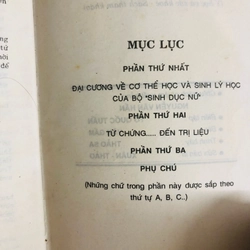 MỤC LỤC
PHẦN THỨ NHẤT
ĐẠI CƯƠNG VỀ CƠ THỂ HỌC VÀ SINH LÝ HỌC
CỦA BỘ "SINH DỤC NỮ"
PHẦN THỨ HAI
TỪ CHỨNG..... ĐẾN TRỊ LIỆU
PHẦN THỨ BA
PHỤ CHÚ
(Những chữ trong phần này được sắp theo
thứ tự A, B, C..)